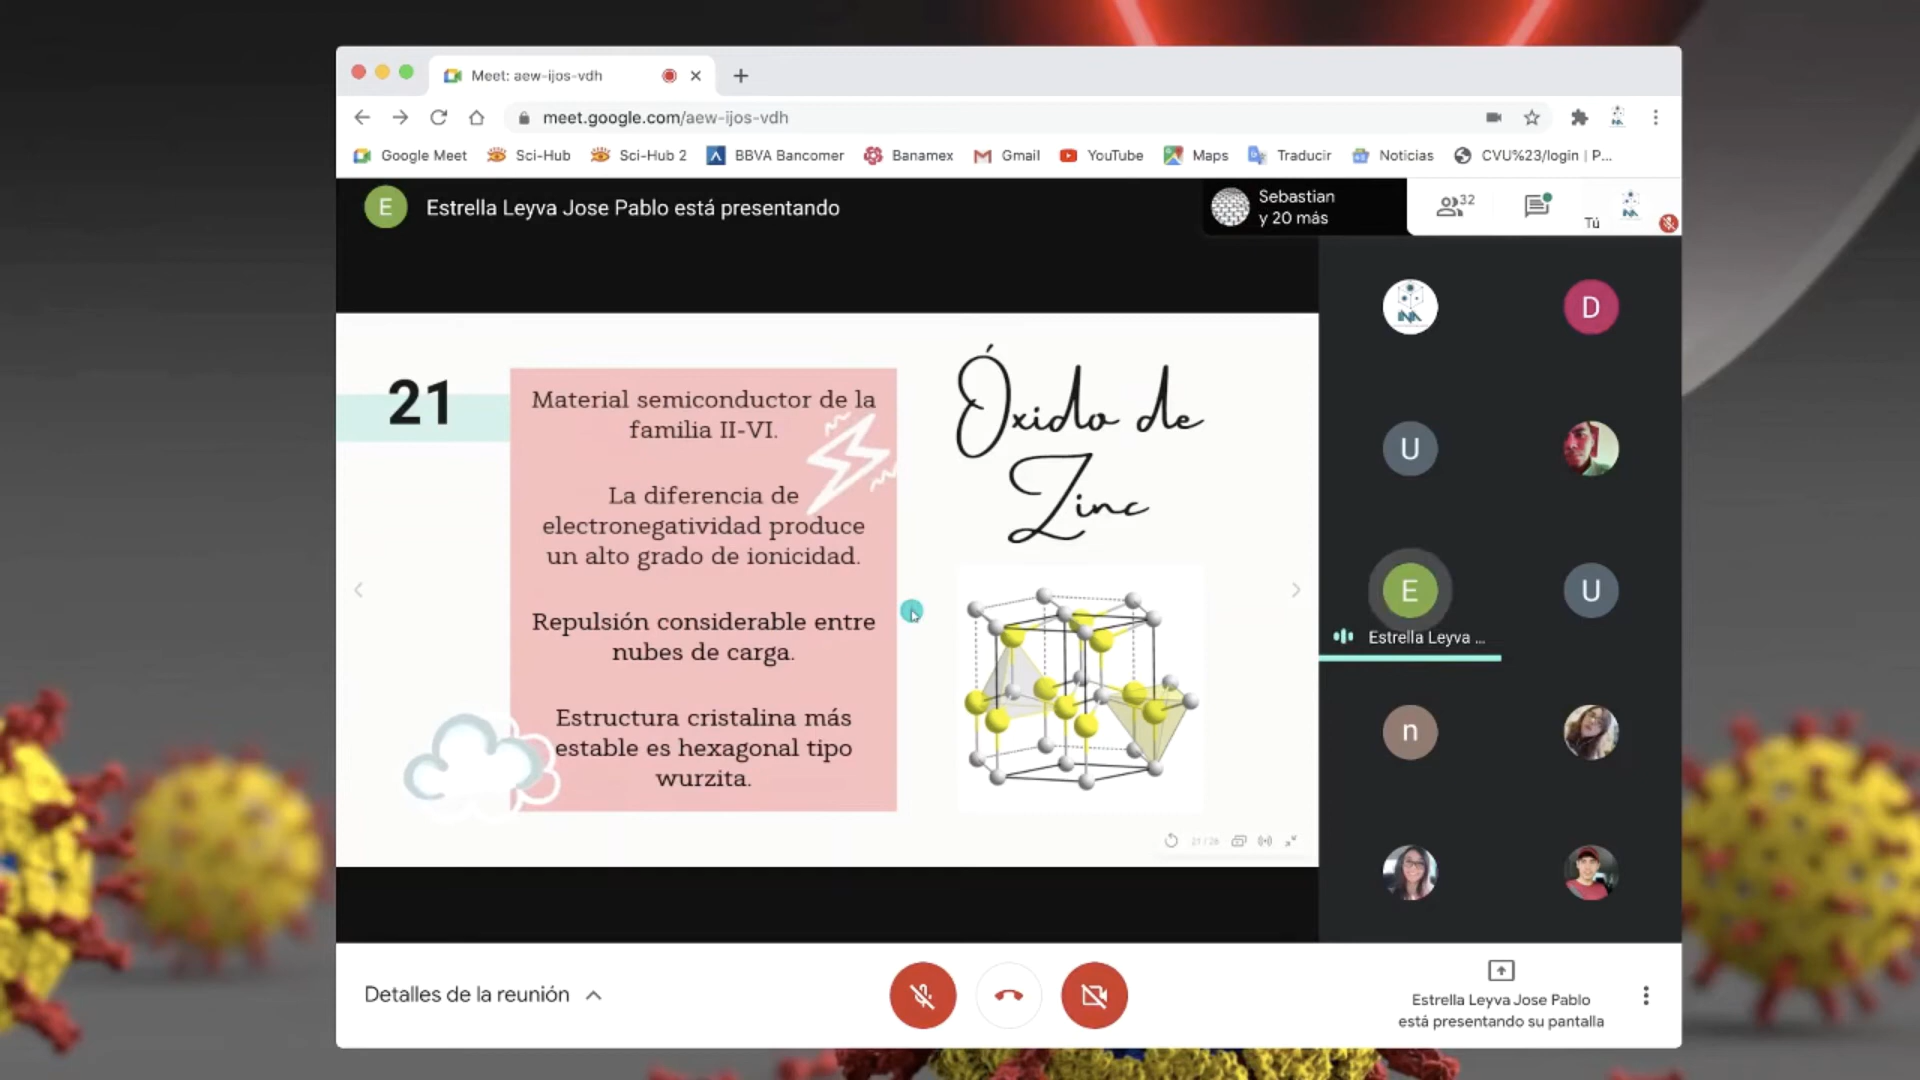 Meet: aew-ijos-vdh
meet.google.com/aew-ijos-vdh
Google Meet
Sci-Hub
Sci-Hub 2
BBVA Bancomer
Banamex
Gmail
YouTube
Maps
Traducir
Noticias
CVU%23/login | P...
E
Estrella Leyva Jose Pablo está presentando
Sebastian
y 20 más
32
Tú
21
Material semiconductor de la
familia II-VI.
La diferencia de
electronegatividad produce
un alto grado de ionicidad.
Repulsión considerable entre
nubes de carga.
Estructura cristalina más
estable es hexagonal tipo
wurzita.
Óxido de
Zinc
21 / 26
INA
D
U
E
U
Estrella Leyva ...
n
Detalles de la reunión
Estrella Leyva Jose Pablo
está presentando su pantalla